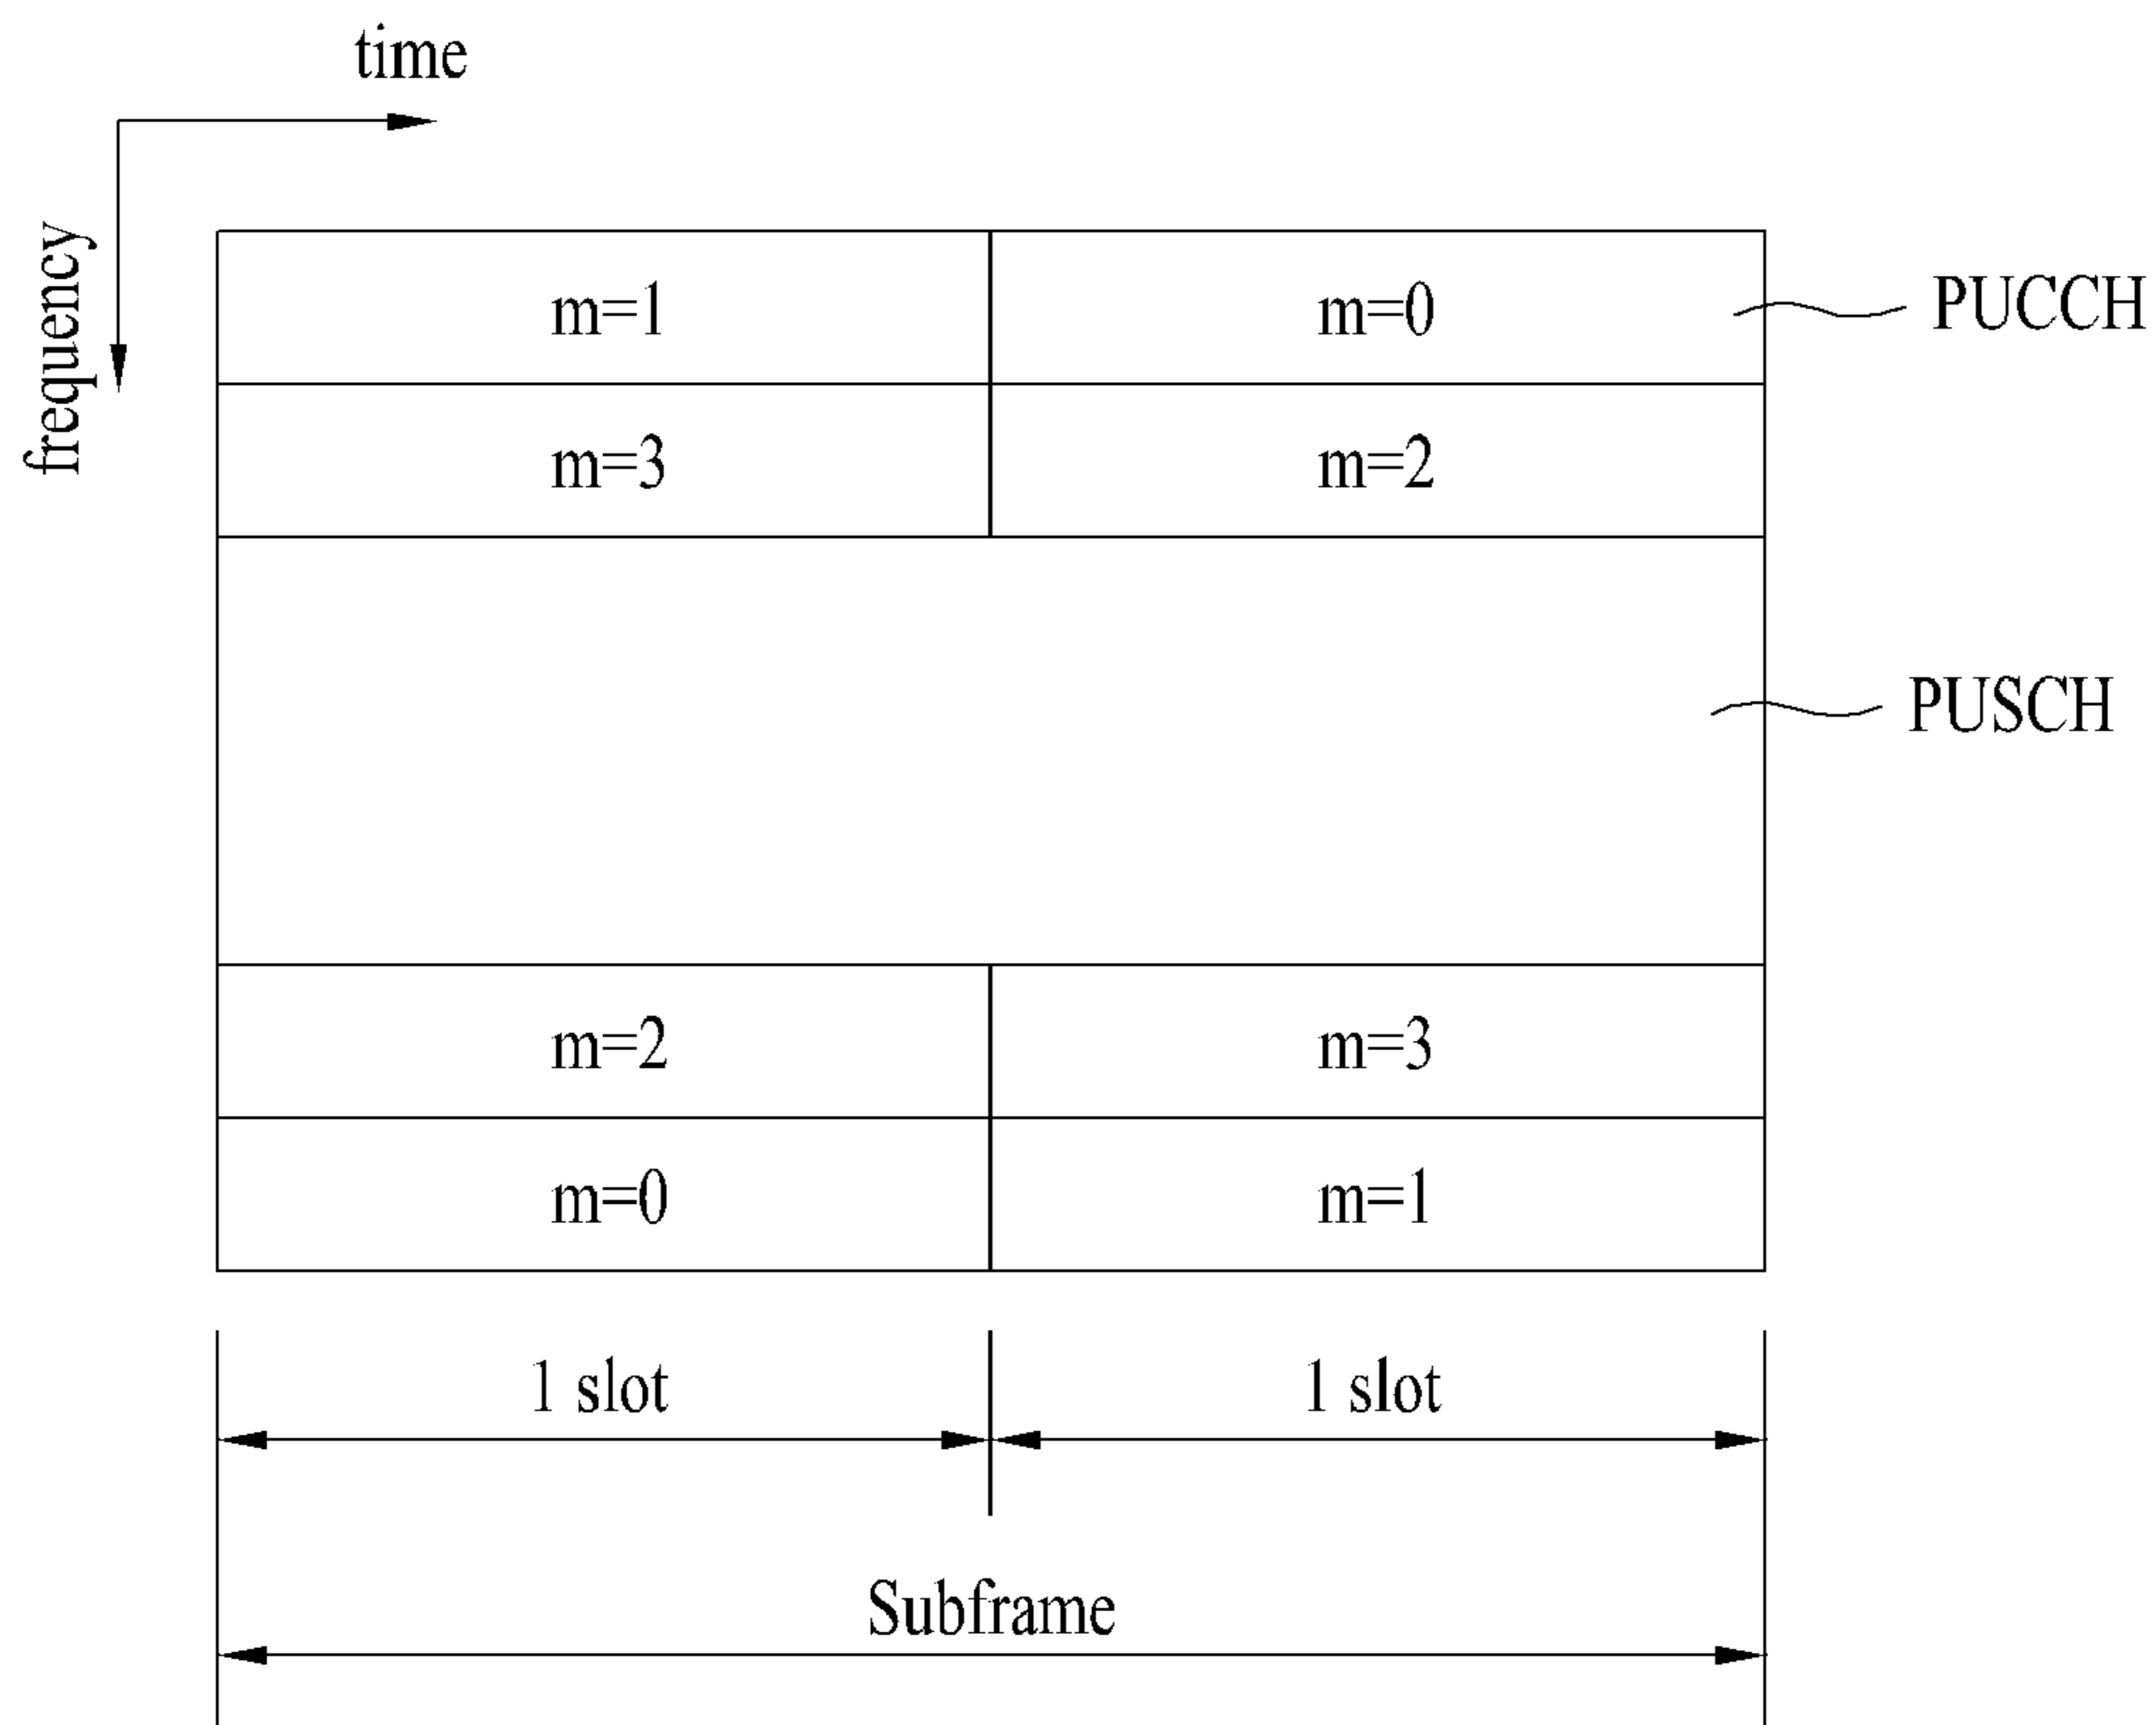 time
frequency
m=1
m=0
PUCCH
m=3
m=2
PUSCH
m=2
m=3
m=0
m=1
1 slot
1 slot
Subframe